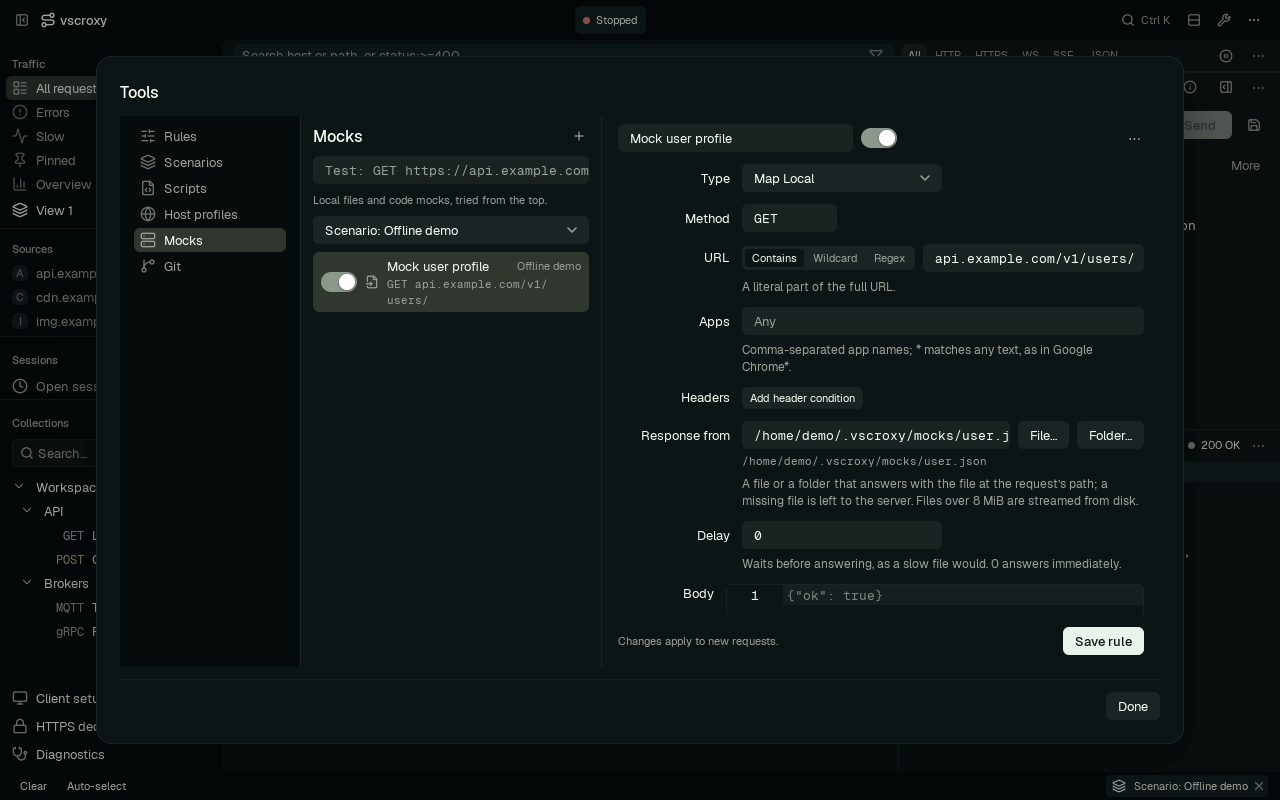 vscroxy
Stopped
Ctrl K
Search host or path, or status:>=400
All HTTP HTTPS WS SSE JSON
Traffic
All request
Errors
Slow
Pinned
Overview
View 1
Sources
A api.examp
C cdn.examp
I img.examp
Sessions
Open sess
Collections
Search...
Workspac
API
GET
POST
Brokers
MQTT
gRPC
Client setu
HTTPS dec
Diagnostics
Clear Auto-select
Tools
Rules
Scenarios
Scripts
Host profiles
Mocks
Git
Mocks
Test: GET https://api.example.com
Local files and code mocks, tried from the top.
Scenario: Offline demo
Mock user profile Offline demo
GET api.example.com/v1/
users/
Mock user profile
Type Map Local
Method GET
URL Contains Wildcard Regex api.example.com/v1/users/
A literal part of the full URL.
Apps Any
Comma-separated app names; * matches any text, as in Google
Chrome*.
Headers Add header condition
Response from /home/demo/.vscroxy/mocks/user.j File... Folder...
/home/demo/.vscroxy/mocks/user.json
A file or a folder that answers with the file at the request's path; a
missing file is left to the server. Files over 8 MiB are streamed from disk.
Delay 0
Waits before answering, as a slow file would. 0 answers immediately.
Body 1 {"ok": true}
Changes apply to new requests.
Save rule
Done
Send
More
on
200 OK
Scenario: Offline demo